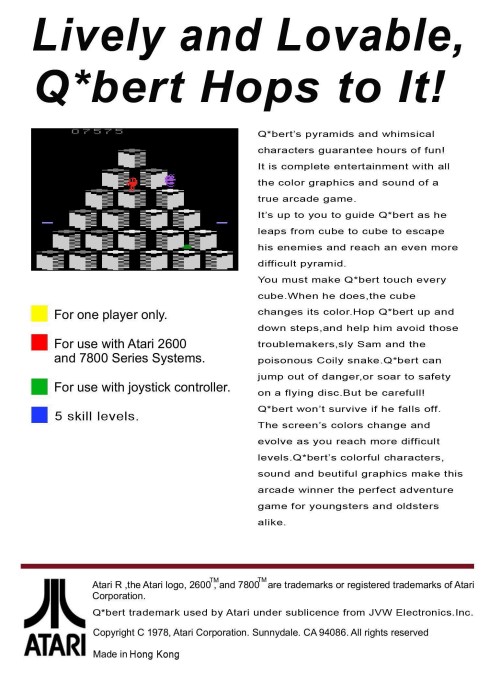 Lively and Lovable,
Q*bert Hops to It!
07575
Q*bert's pyramids and whimsical
characters guarantee hours of fun!
It is complete entertainment with all
the color graphics and sound of a
true arcade game.
It's up to you to guide Q*bert as he
leaps from cube to cube to escape
his enemies and reach an even more
difficult pyramid.
You must make Q*bert touch every
cube.When he does,the cube
changes its color.Hop Q*bert up and
down steps,and help him avoid those
troublemakers,sly Sam and the
poisonous Coily snake.Q*bert can
jump out of danger,or soar to safety
on a flying disc.But be carefull!
Q*bert won't survive if he falls off.
The screen's colors change and
evolve as you reach more difficult
levels.Q*bert's colorful characters,
sound and beutiful graphics make this
arcade winner the perfect adventure
game for youngsters and oldsters
alike.
For one player only.
For use with Atari 2600
and 7800 Series Systems.
For use with joystick controller.
5 skill levels.
Atari R ,the Atari logo, 2600™,and 7800™ are trademarks or registered trademarks of Atari
Corporation.
Q*bert trademark used by Atari under sublicence from JVW Electronics.Inc.
Copyright C 1978, Atari Corporation. Sunnydale. CA 94086. All rights reserved
Made in Hong Kong
ATARI